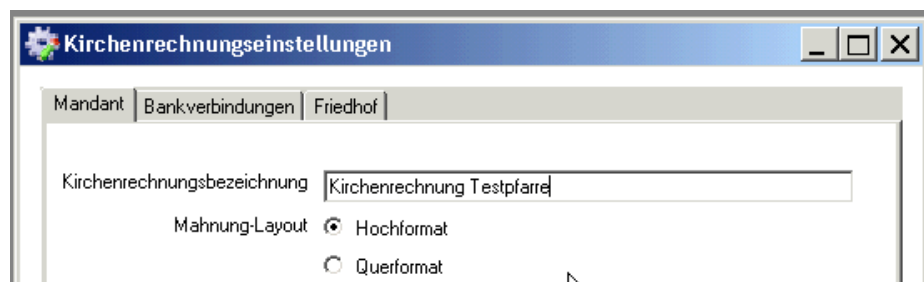 Kirchenrechnungseinstellungen
Mandant Bankverbindungen Friedhof
Kirchenrechnungsbezeichnung Kirchenrechnung Testpfarre
Mahnung-Layout Hochformat
Querformat